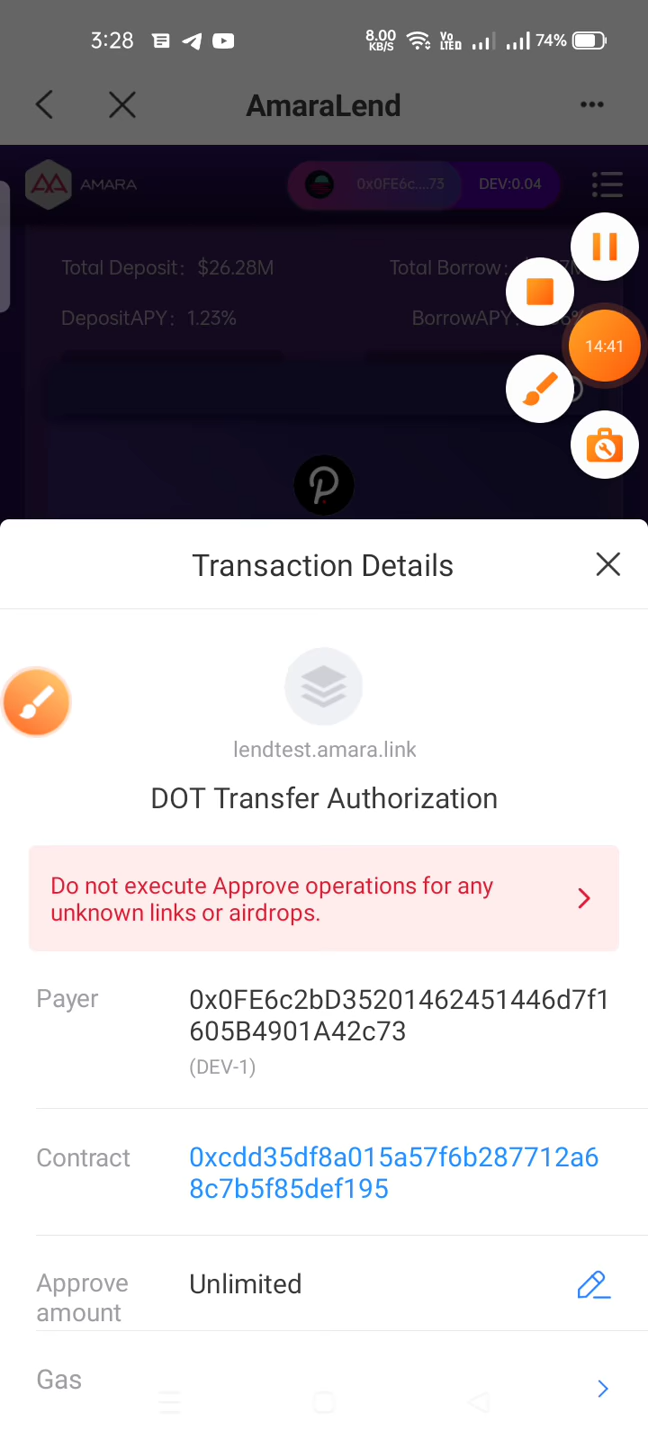 3:28
8.00 KB/S
Vo LTED
74%
AmaraLend
AMARA
0x0FE6c....73
DEV:0.04
Total Deposit: $26.28M
Total Borrow:
DepositAPY: 1.23%
BorrowAPY:
14:41
Transaction Details
lendtest.amara.link
DOT Transfer Authorization
Do not execute Approve operations for any
unknown links or airdrops.
Payer
0x0FE6c2bD35201462451446d7f1
605B4901A42c73
(DEV-1)
Contract
0xcdd35df8a015a57f6b287712a6
8c7b5f85def195
Approve
amount
Unlimited
Gas